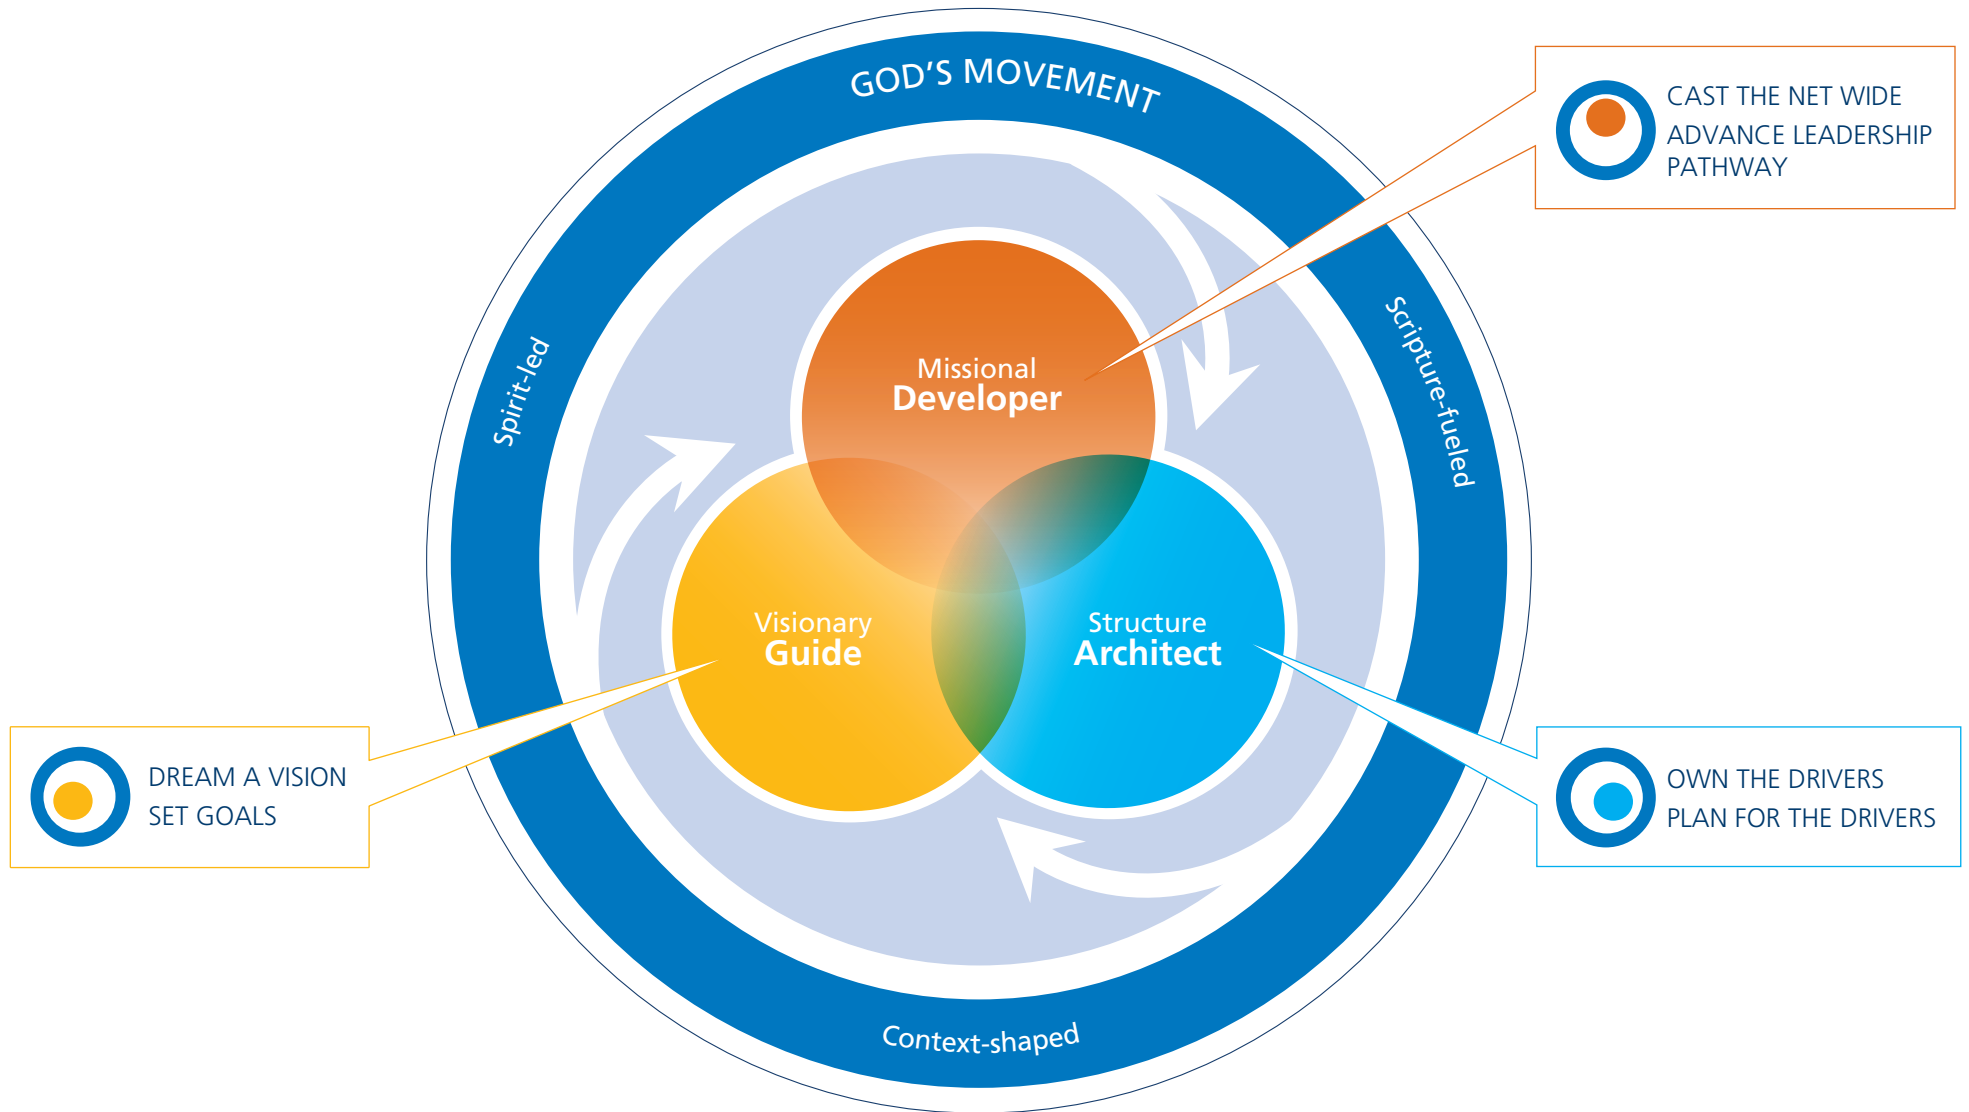 GOD'S MOVEMENT
CAST THE NET WIDE
ADVANCE LEADERSHIP
PATHWAY
Spirit-led
Scripture-fueled
Missional
Developer
Visionary
Guide
Structure
Architect
DREAM A VISION
SET GOALS
OWN THE DRIVERS
PLAN FOR THE DRIVERS
Context-shaped